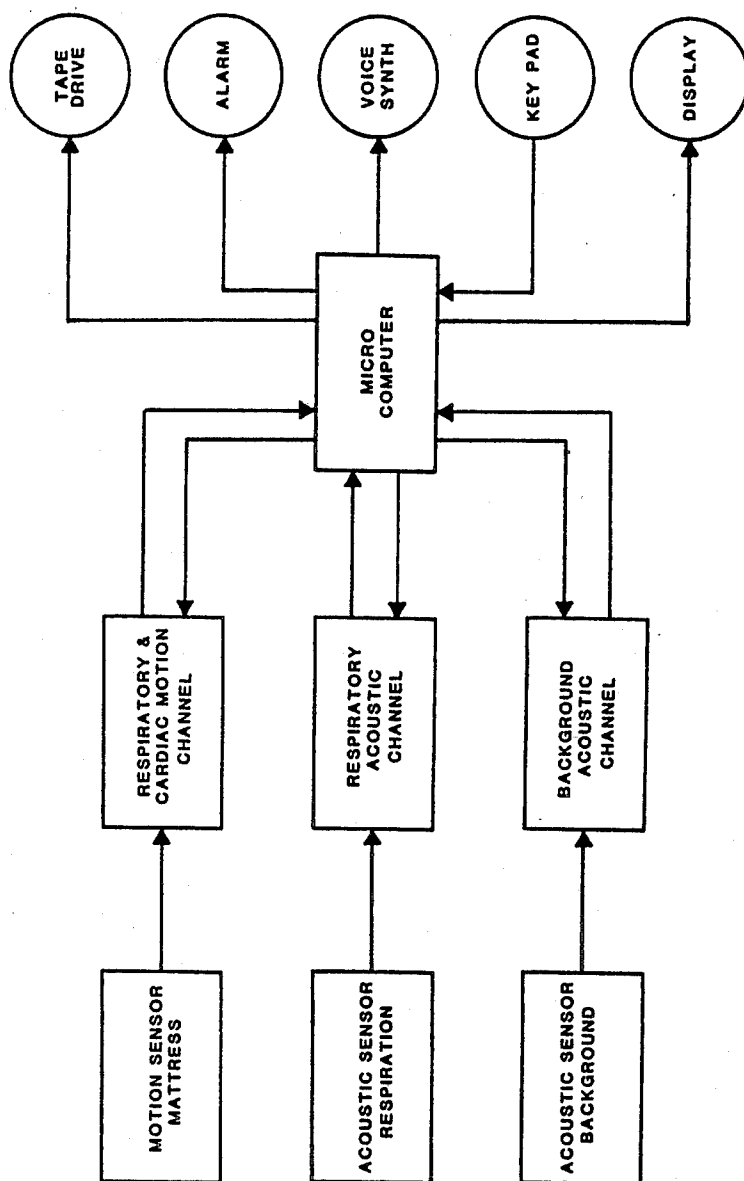 MOTION SENSOR
MATTRESS
RESPIRATORY &
CARDIAC MOTION
CHANNEL
TAPE
DRIVE
ALARM
ACOUSTIC SENSOR
RESPIRATION
RESPIRATORY
ACOUSTIC
CHANNEL
MICRO
COMPUTER
VOICE
SYNTH
KEY PAD
ACOUSTIC SENSOR
BACKGROUND
BACKGROUND
ACOUSTIC
CHANNEL
DISPLAY